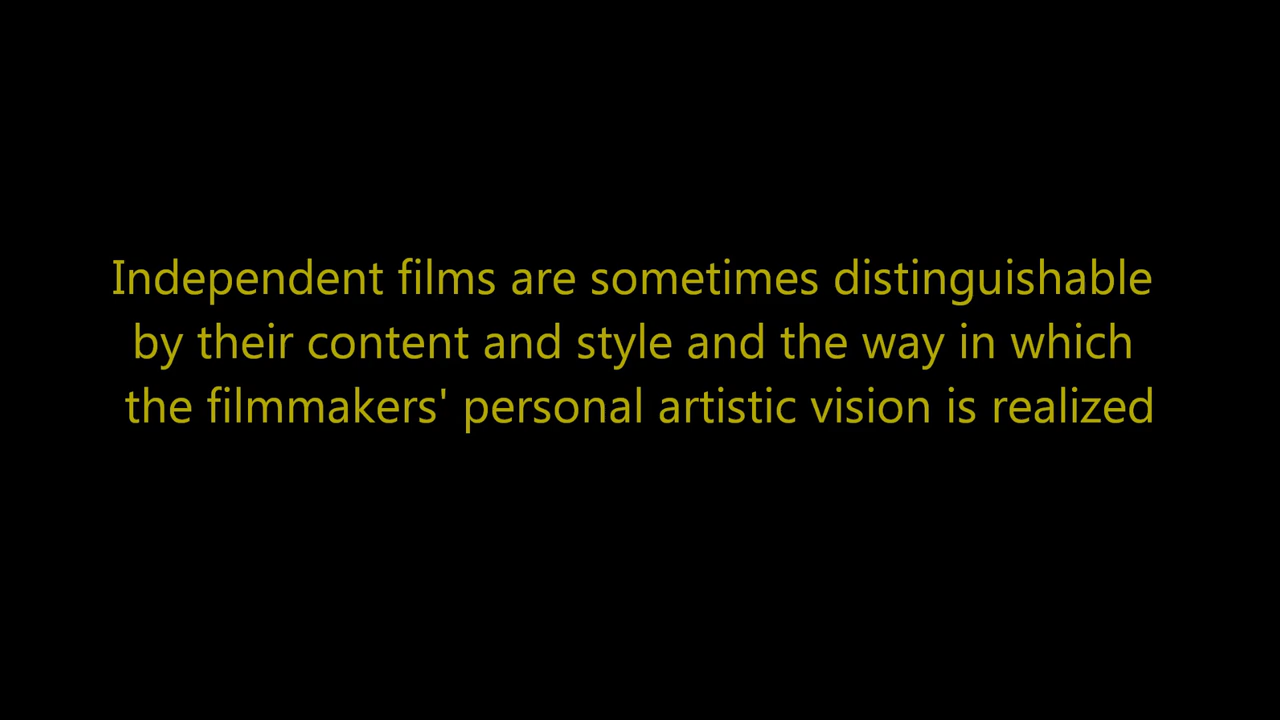 Independent films are sometimes distinguishable
by their content and style and the way in which
the filmmakers' personal artistic vision is realized